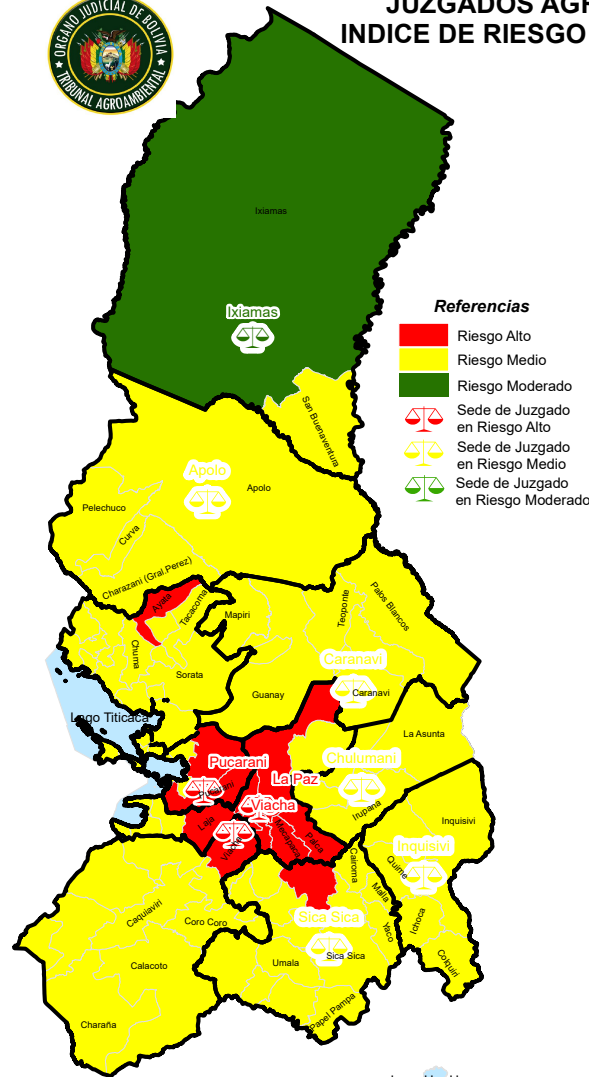 JUZGADOS AGR
INDICE DE RIESGO
ORGANO JUDICIAL DE BOLIVIA
TRIBUNAL AGROAMBIENTAL
Ixiamas
Ixiamas
Referencias
Riesgo Alto
Riesgo Medio
Riesgo Moderado
Sede de Juzgado
en Riesgo Alto
Sede de Juzgado
en Riesgo Medio
Sede de Juzgado
en Riesgo Moderado
San Buenaventura
Apolo
Apolo
Pelechuco
Curva
Charazani (Gral Perez)
Ayata
Tacacoma
Mapiri
Teoponte
Palos Blancos
Chuma
Sorata
Guanay
Caranavi
Caranavi
Lago Titicaca
La Asunta
Pucarani
Pucarani
La Paz
Chulumani
Viacha
Laja
Viacha
Mecapaca
Palca
Irupana
Inquisivi
Inquisivi
Cairoma
Quime
Malla
Yaco
Ichoca
Colquiri
Caquiaviri
Coro Coro
Sica Sica
Sica Sica
Umala
Calacoto
Papel Pampa
Charaña